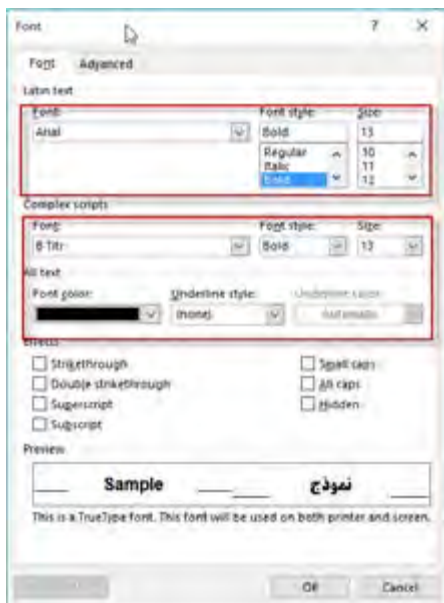 Font ? ×
Font Advanced
Latin text
Font: Font style: Size:
Arial Bold 13
Regular 10
Italic 11
Bold 12
Complex scripts
Font: Font style: Size:
B Titr Bold 13
All text
Font color: Underline style: Underline color:
(none) Automatic
Effects
Strikethrough Small caps
Double strikethrough All caps
Superscript Hidden
Subscript
Preview
Sample نموذج
This is a TrueType font. This font will be used on both printer and screen.
OK Cancel